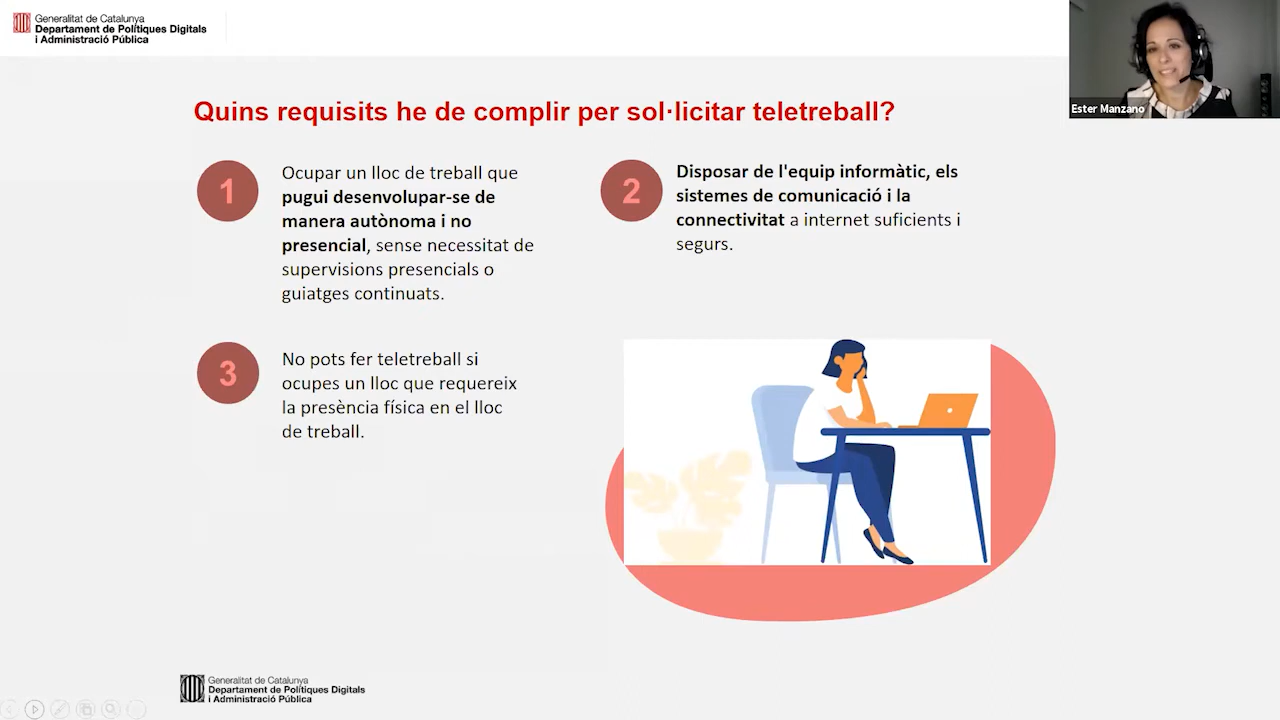 Generalitat de Catalunya
Departament de Polítiques Digitals
i Administració Pública
Ester Manzano
Quins requisits he de complir per sol·licitar teletreball?
1
Ocupar un lloc de treball que
pugui desenvolupar-se de
manera autònoma i no
presencial, sense necessitat de
supervisions presencials o
guiatges continuats.
2
Disposar de l'equip informàtic, els
sistemes de comunicació i la
connectivitat a internet suficients i
segurs.
3
No pots fer teletreball si
ocupes un lloc que requereix
la presència física en el lloc
de treball.
Generalitat de Catalunya
Departament de Polítiques Digitals
i Administració Pública